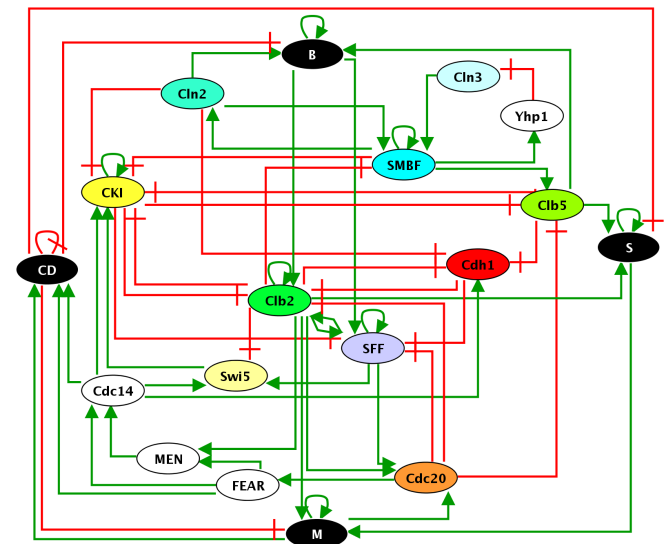 B
Cln3
Cln2
Yhp1
SMBF
CKI
Clb5
S
CD
Cdh1
Clb2
SFF
Swi5
Cdc14
MEN
FEAR
Cdc20
M